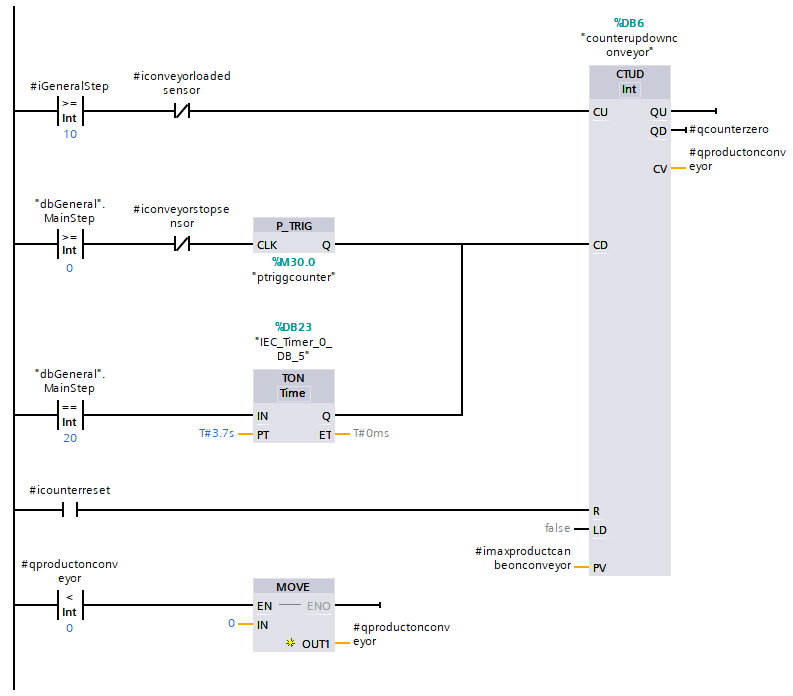 %DB6
"counterupdownc
onveyor"
CTUD
Int
#iGeneralStep
>=
Int
10
#iconveyorloaded
sensor
CU
QU
QD
#qcounterzero
CV
#qproductonconv
eyor
"dbGeneral".
MainStep
>=
Int
0
#iconveyorstopse
nsor
P_TRIG
CLK
Q
%M30.0
"ptriggcounter"
CD
%DB23
"IEC_Timer_0_
DB_5"
TON
Time
"dbGeneral".
MainStep
==
Int
20
IN
Q
T#3.7s
PT
ET
T#0ms
#icounterreset
R
false
LD
#imaxproductcan
beonconveyor
PV
#qproductonconv
eyor
<
Int
0
MOVE
EN
ENO
0
IN
OUT1
#qproductonconv
eyor